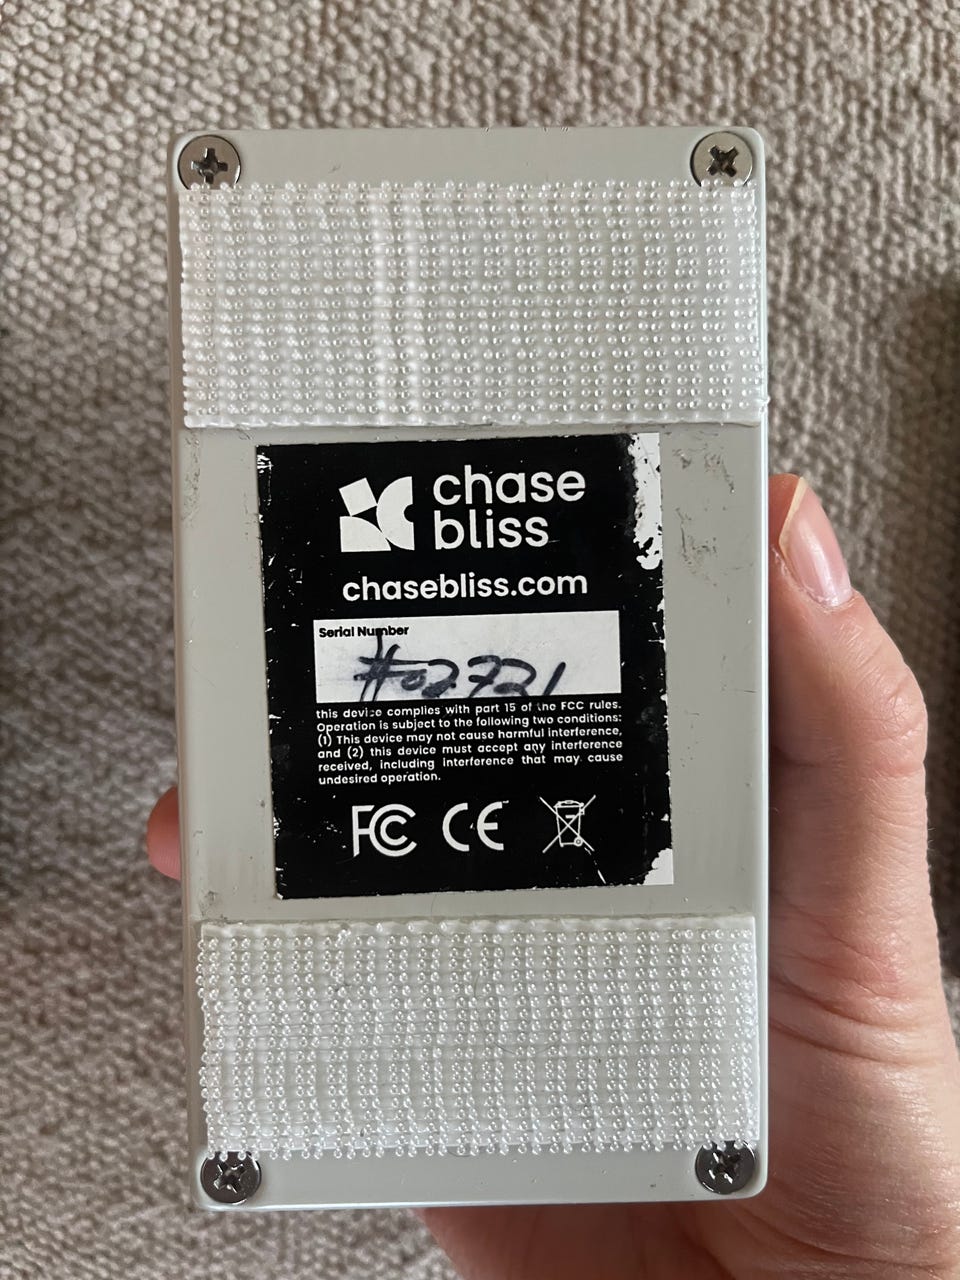 chase
bliss
chasebliss.com
Serial Number
#02721
this device complies with part 15 of the FCC rules.
Operation is subject to the following two conditions:
(1) This device may not cause harmful interference,
and (2) this device must accept any interference
received, including interference that may cause
undesired operation.
FC CE